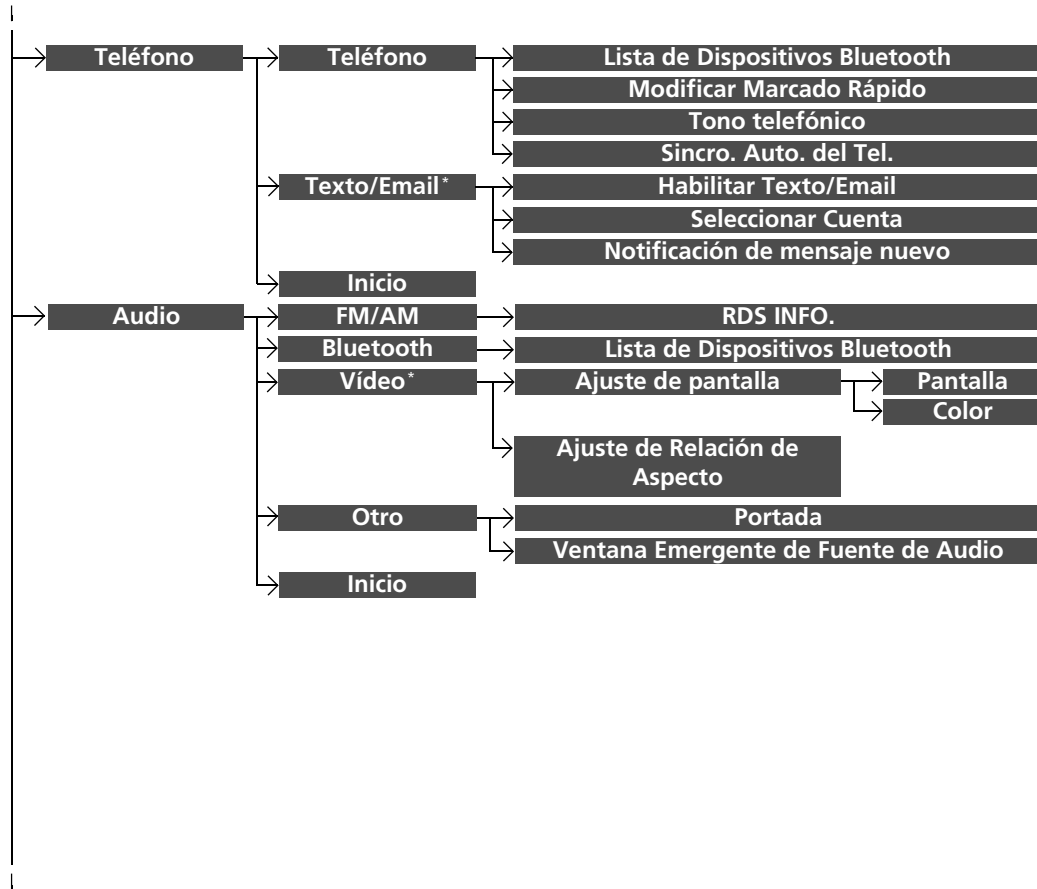 Teléfono Teléfono Lista de Dispositivos Bluetooth
Modificar Marcado Rápido
Tono telefónico
Sincro. Auto. del Tel.
Texto/Email* Habilitar Texto/Email
Seleccionar Cuenta
Notificación de mensaje nuevo
Inicio
Audio FM/AM RDS INFO.
Bluetooth Lista de Dispositivos Bluetooth
Vídeo* Ajuste de pantalla Pantalla
Color
Ajuste de Relación de
Aspecto
Otro Portada
Ventana Emergente de Fuente de Audio
Inicio